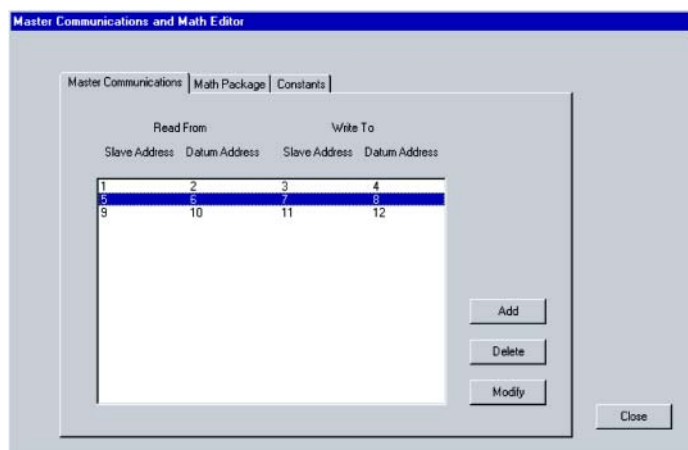 Master Communications and Math Editor
Master Communications Math Package Constants
Read From Write To
Slave Address Datum Address Slave Address Datum Address
1 2 3 4
5 6 7 8
9 10 11 12
Add
Delete
Modify
Close